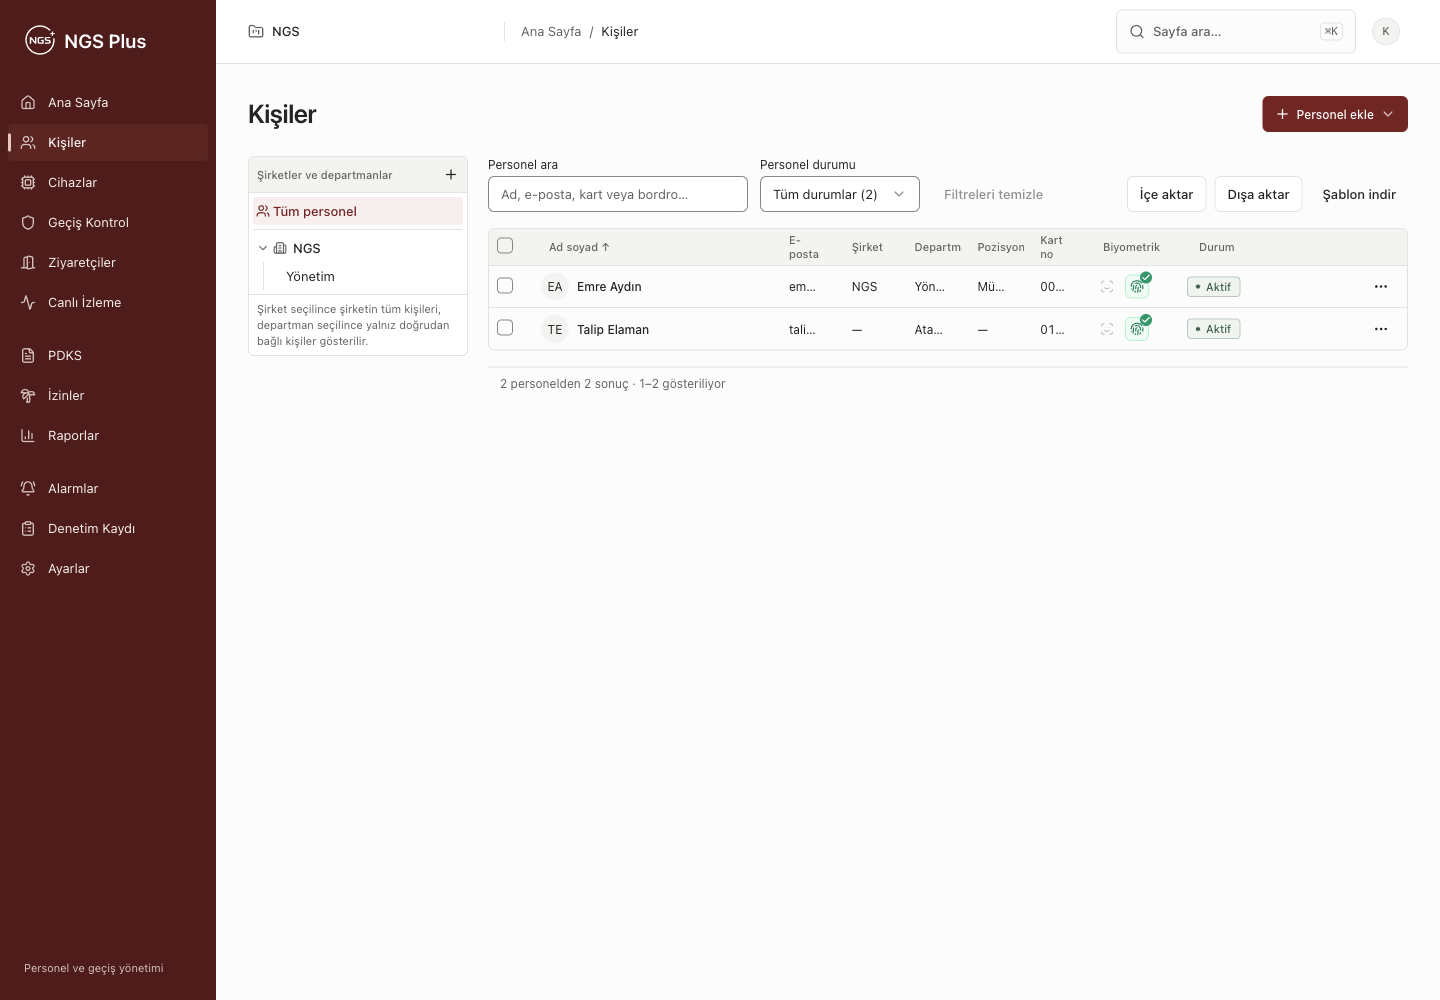 NGS+
NGS Plus
Ana Sayfa
Kişiler
Cihazlar
Geçiş Kontrol
Ziyaretçiler
Canlı İzleme
PDKS
İzinler
Raporlar
Alarmlar
Denetim Kaydı
Ayarlar
Personel ve geçiş yönetimi
NGS
Ana Sayfa / Kişiler
Sayfa ara...
⌘K
K
Kişiler
Personel ekle
Şirketler ve departmanlar
Tüm personel
NGS
Yönetim
Şirket seçilince şirketin tüm kişileri,
departman seçilince yalnız doğrudan
bağlı kişiler gösterilir.
Personel ara
Personel durumu
Ad, e-posta, kart veya bordro...
Tüm durumlar (2)
Filtreleri temizle
İçe aktar
Dışa aktar
Şablon indir
Ad soyad ↑ E-posta Şirket Departm Pozisyon Kart no Biyometrik Durum
EA Emre Aydın em... NGS Yön... Mü... 00... Aktif
TE Talip Elaman tali... — Ata... — 01... Aktif
2 personelden 2 sonuç · 1–2 gösteriliyor